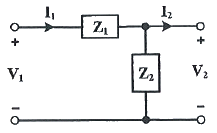 I₁ Z₁ I₂
+ +
V₁ Z₂ V₂
− −